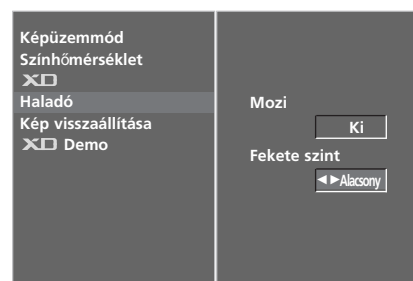 Képüzemmód
Színhőmérséklet
XD
Haladó
Kép visszaállítása
XD Demo
Mozi
Ki
Fekete szint
◄►Alacsony